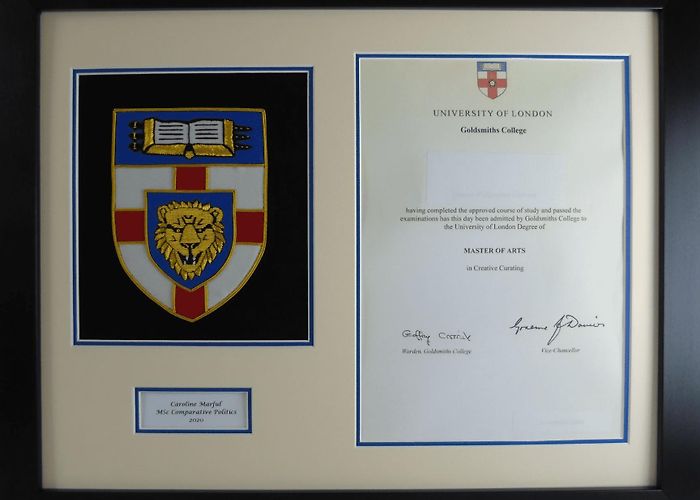 UNIVERSITY OF LONDON
Goldsmiths College
having completed the approved course of study and passed the
examinations has this day been admitted by Goldsmiths College to
the University of London Degree of
MASTER OF ARTS
in Creative Curating
Warden, Goldsmiths College
Vice-Chancellor
Caroline Marful
MSc Comparative Politics
2020